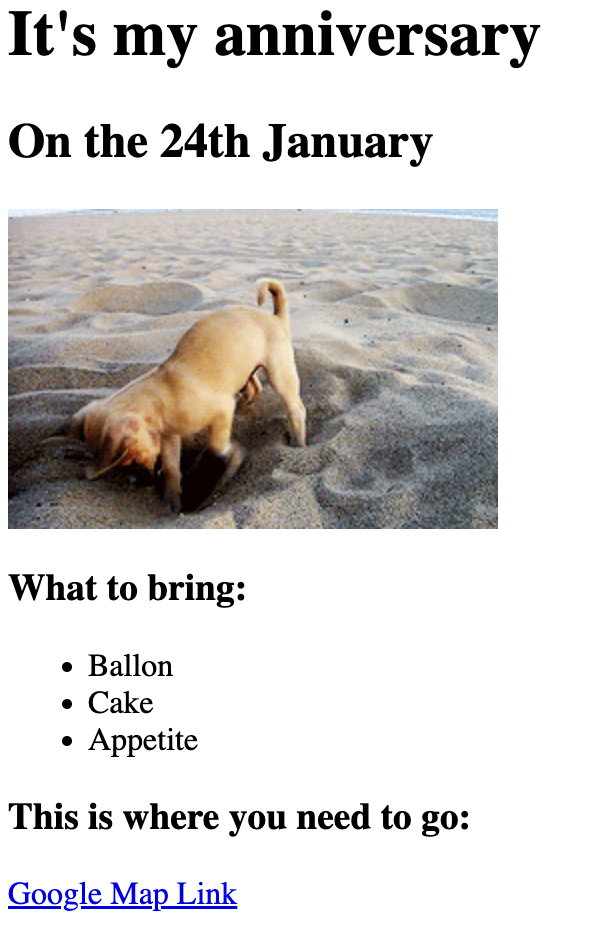 It's my anniversary
On the 24th January
What to bring:
Ballon
Cake
Appetite
This is where you need to go:
Google Map Link